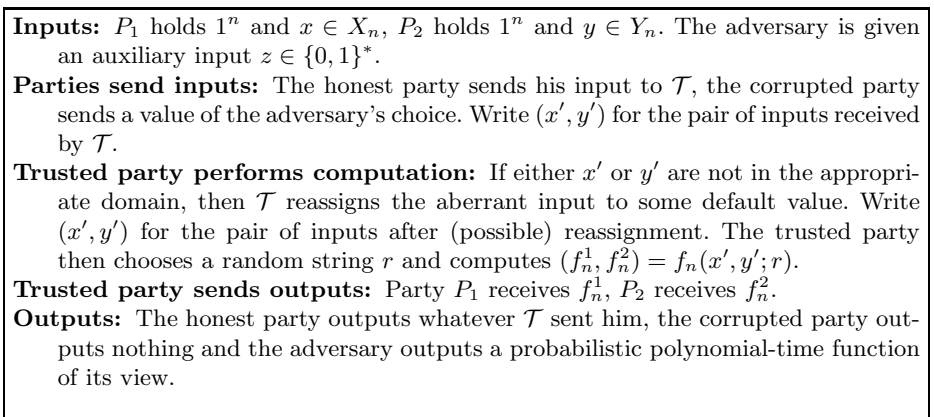 Inputs: P₁ holds 1ⁿ and x ∈ Xₙ, P₂ holds 1ⁿ and y ∈ Yₙ. The adversary is given
an auxiliary input z ∈ {0, 1}*.
Parties send inputs: The honest party sends his input to 𝒯, the corrupted party
sends a value of the adversary's choice. Write (x′, y′) for the pair of inputs received
by 𝒯.
Trusted party performs computation: If either x′ or y′ are not in the appropri-
ate domain, then 𝒯 reassigns the aberrant input to some default value. Write
(x′, y′) for the pair of inputs after (possible) reassignment. The trusted party
then chooses a random string r and computes (fₙ¹, fₙ²) = fₙ(x′, y′; r).
Trusted party sends outputs: Party P₁ receives fₙ¹, P₂ receives fₙ².
Outputs: The honest party outputs whatever 𝒯 sent him, the corrupted party out-
puts nothing and the adversary outputs a probabilistic polynomial-time function
of its view.